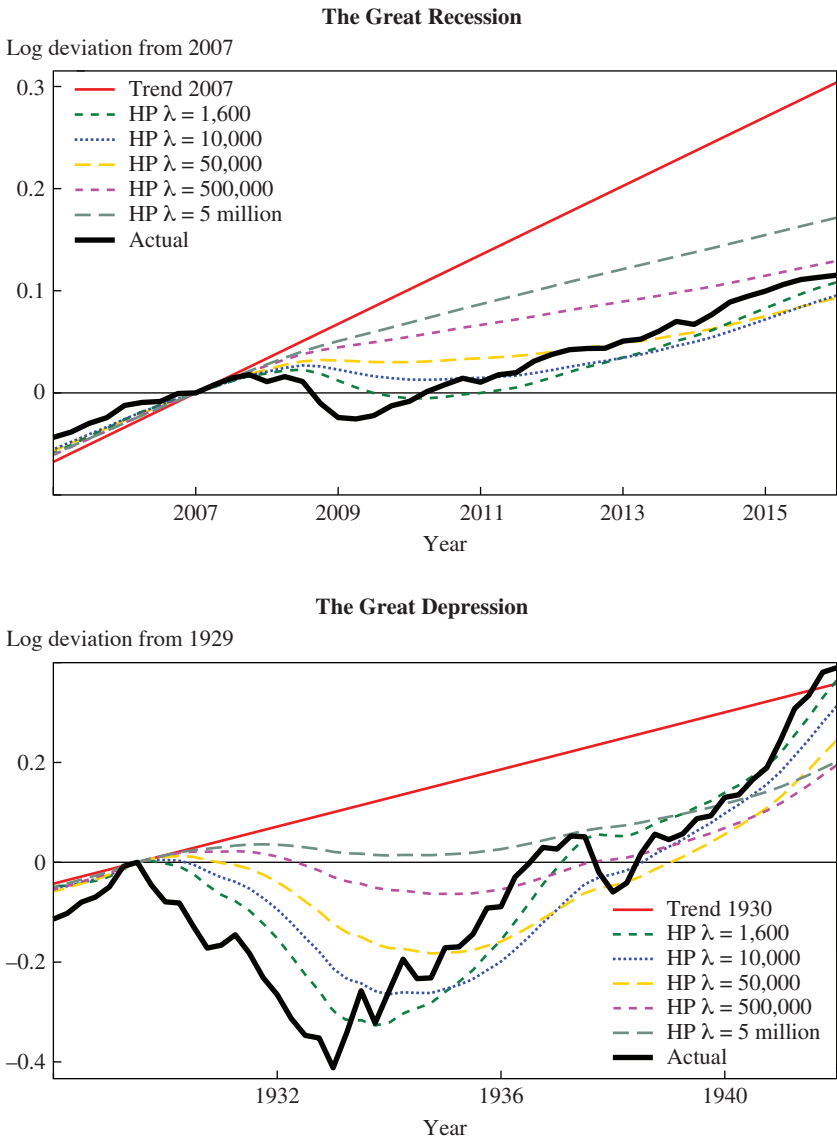 The Great Recession
Log deviation from 2007
0.3
0.2
0.1
0
Trend 2007
HP λ = 1,600
HP λ = 10,000
HP λ = 50,000
HP λ = 500,000
HP λ = 5 million
Actual
2007 2009 2011 2013 2015
Year
The Great Depression
Log deviation from 1929
0.2
0
–0.2
–0.4
Trend 1930
HP λ = 1,600
HP λ = 10,000
HP λ = 50,000
HP λ = 500,000
HP λ = 5 million
Actual
1932 1936 1940
Year